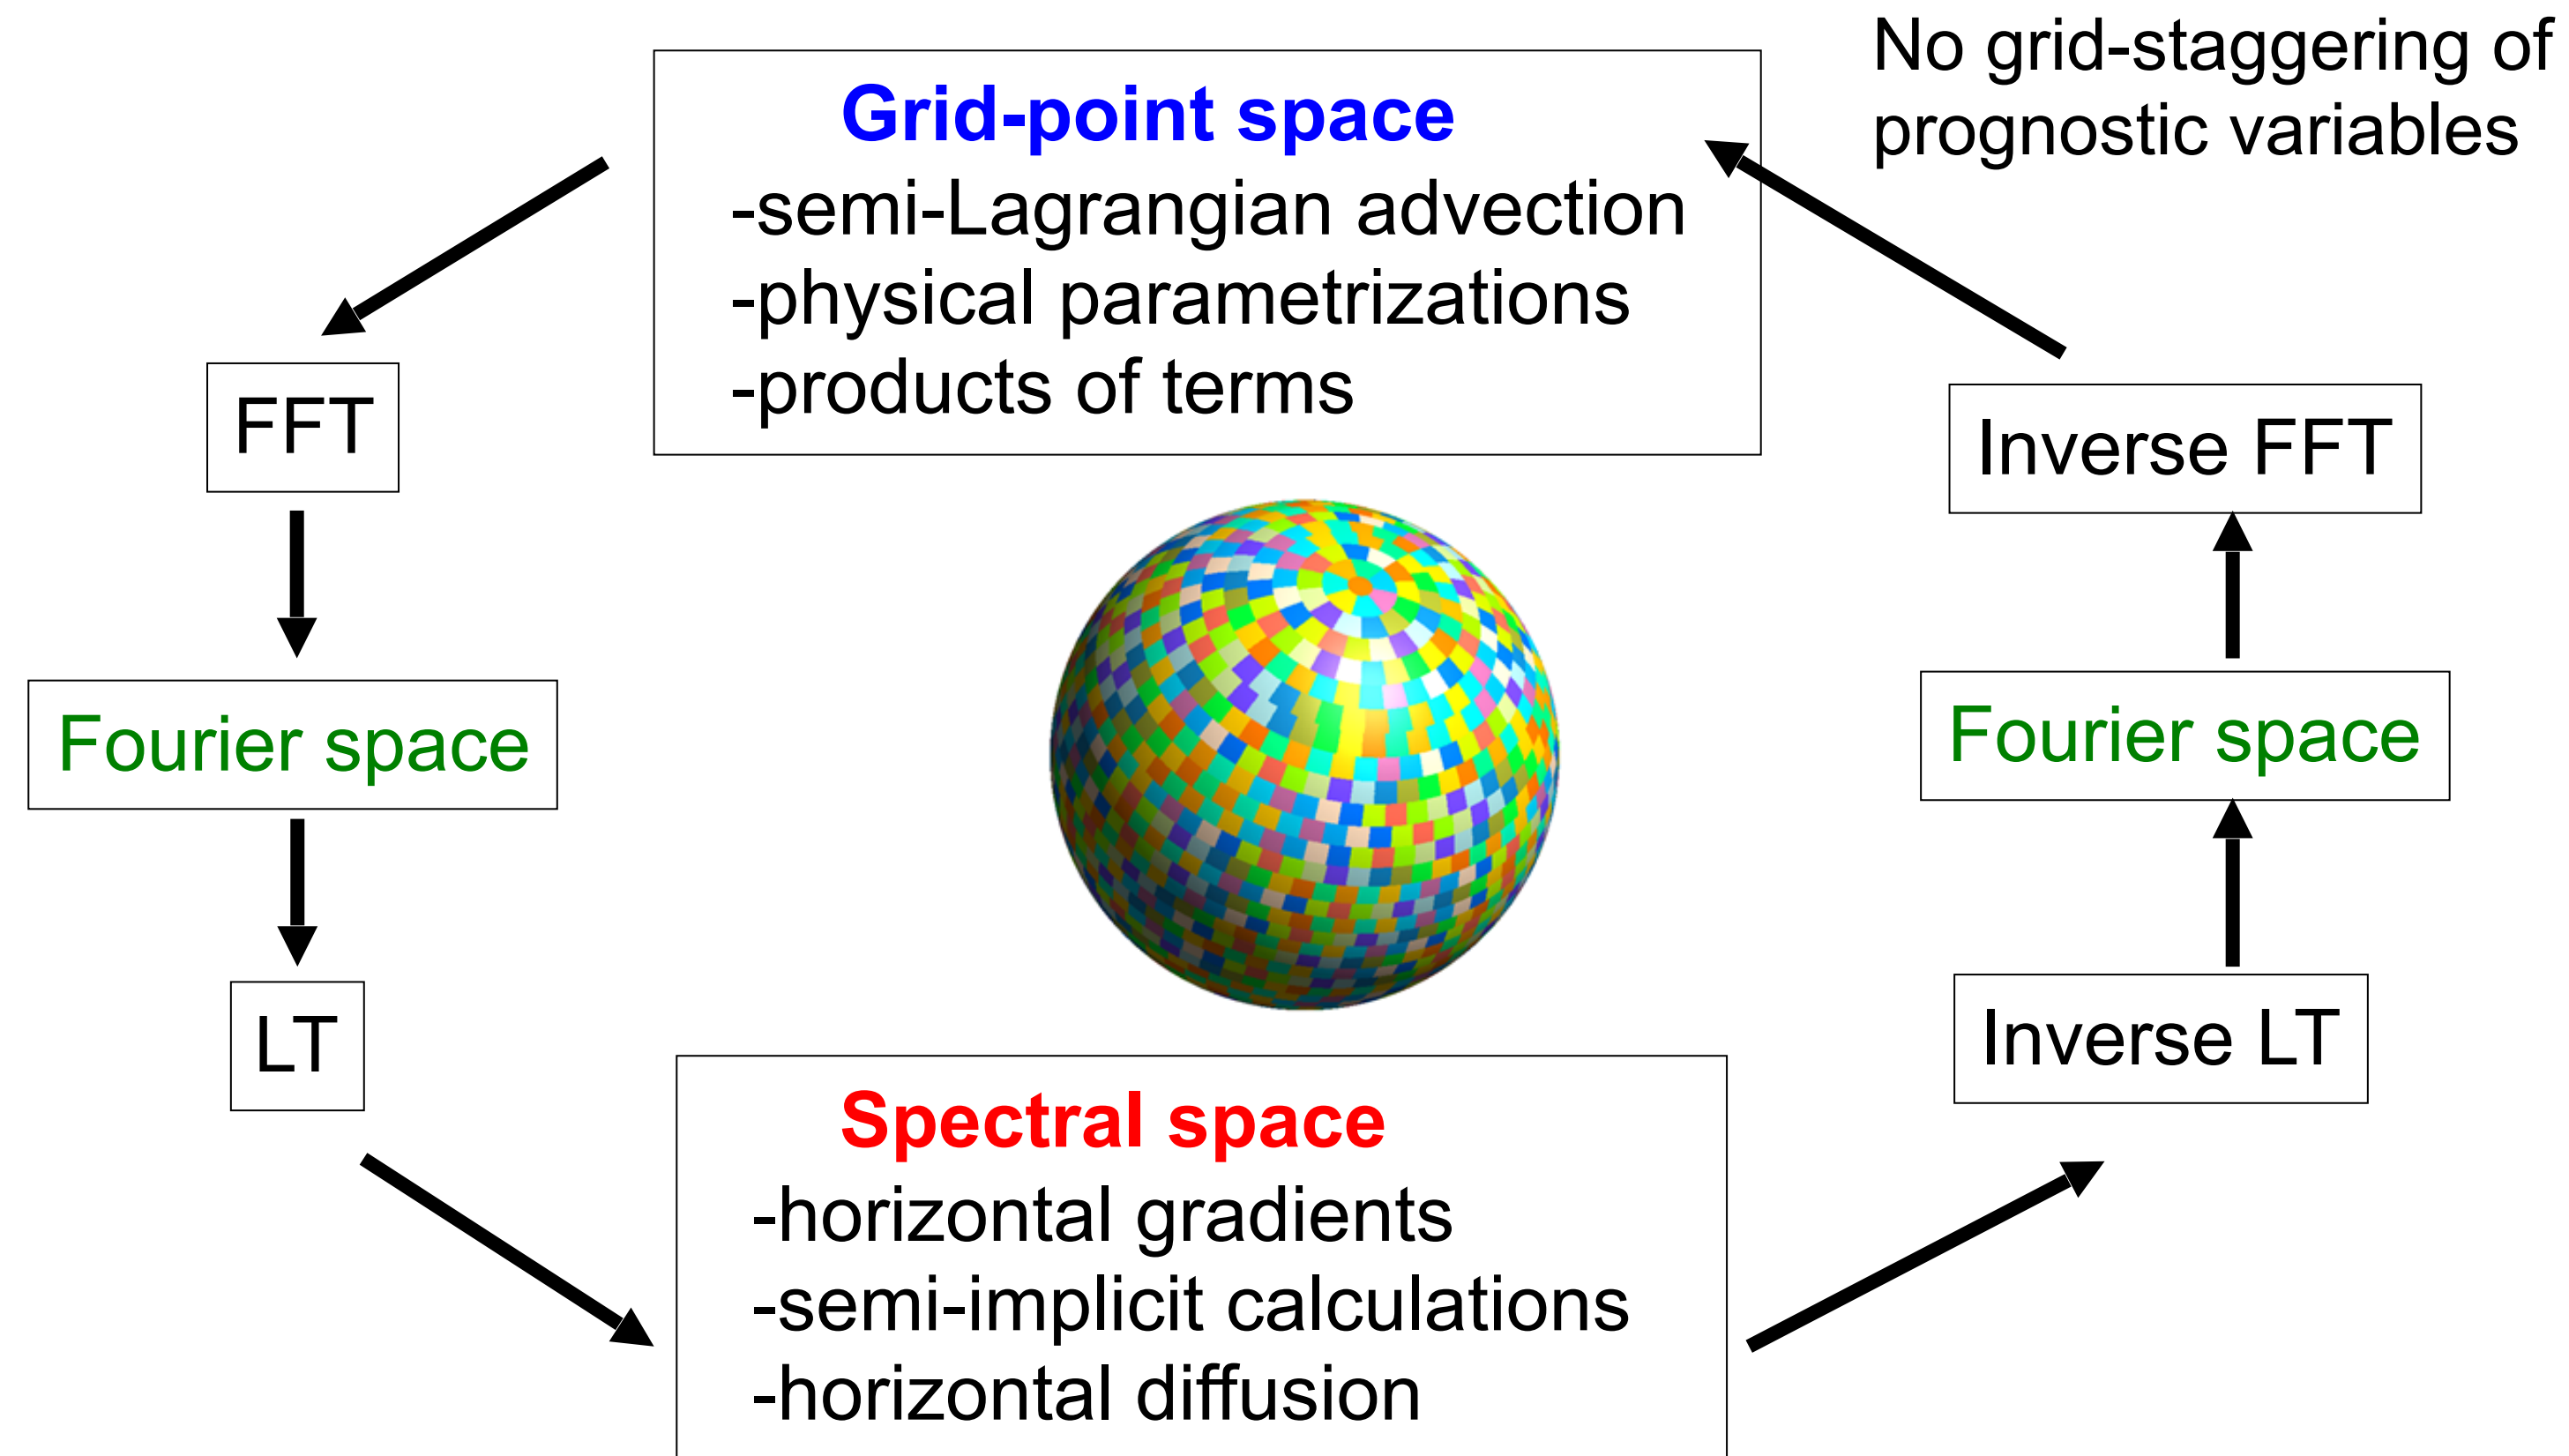 No grid-staggering of
prognostic variables
Grid-point space
-semi-Lagrangian advection
-physical parametrizations
-products of terms
FFT
Inverse FFT
Fourier space
Fourier space
LT
Inverse LT
Spectral space
-horizontal gradients
-semi-implicit calculations
-horizontal diffusion